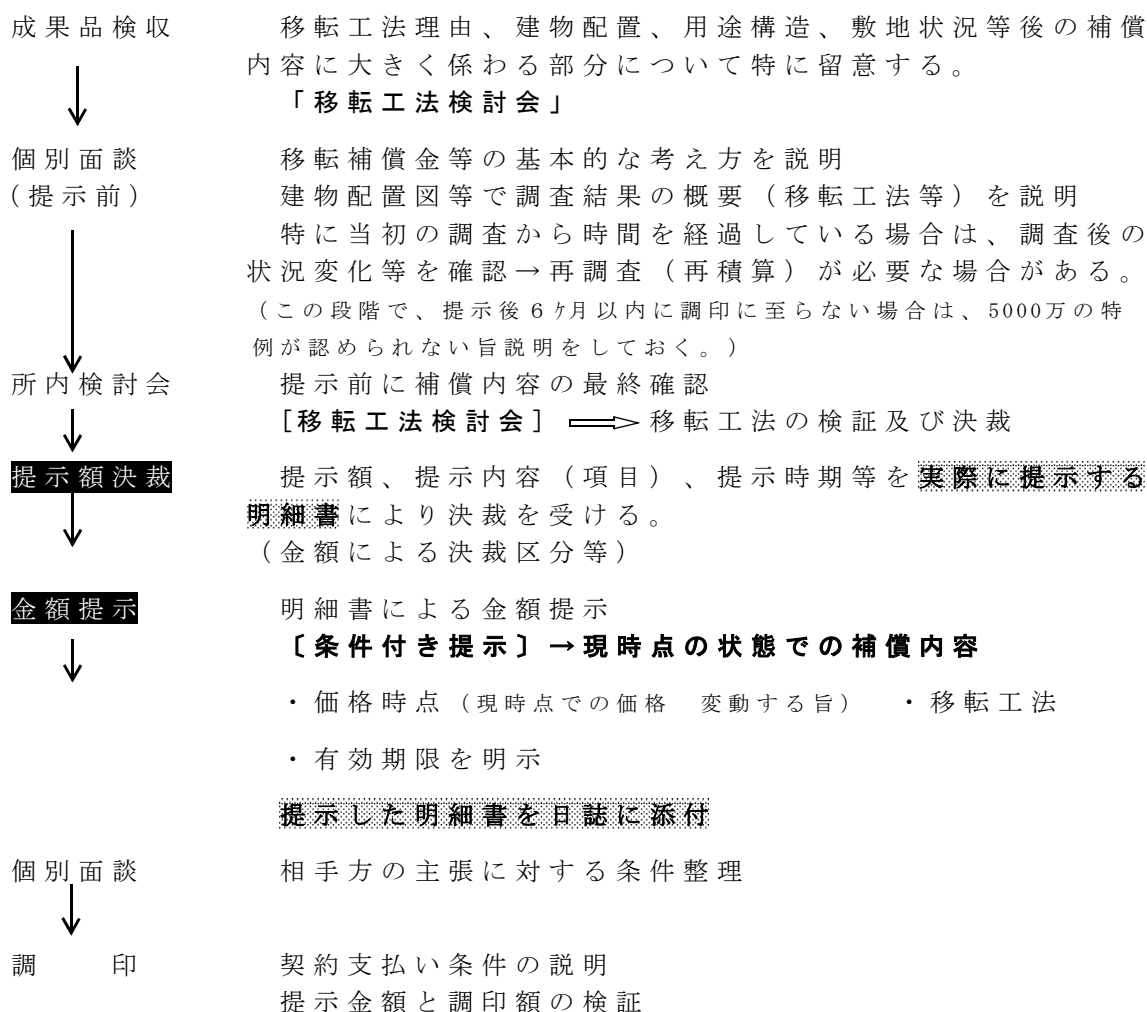 成果品検収　移転工法理由、建物配置、用途構造、敷地状況等後の補償
内容に大きく係わる部分について特に留意する。
「移転工法検討会」
個別面談　移転補償金等の基本的な考え方を説明
(提示前)　建物配置図等で調査結果の概要（移転工法等）を説明
特に当初の調査から時間を経過している場合は、調査後の
状況変化等を確認→再調査（再積算）が必要な場合がある。
（この段階で、提示後６ｹ月以内に調印に至らない場合は、5000万の特
例が認められない旨説明をしておく。）
所内検討会　提示前に補償内容の最終確認
[移転工法検討会] ⇒ 移転工法の検証及び決裁
提示額決裁　提示額、提示内容（項目）、提示時期等を実際に提示する
明細書により決裁を受ける。
（金額による決裁区分等）
金額提示　明細書による金額提示
〔条件付き提示〕→現時点の状態での補償内容
・価格時点（現時点での価格　変動する旨）　・移転工法
・有効期限を明示
提示した明細書を日誌に添付
個別面談　相手方の主張に対する条件整理
調　印　契約支払い条件の説明
提示金額と調印額の検証